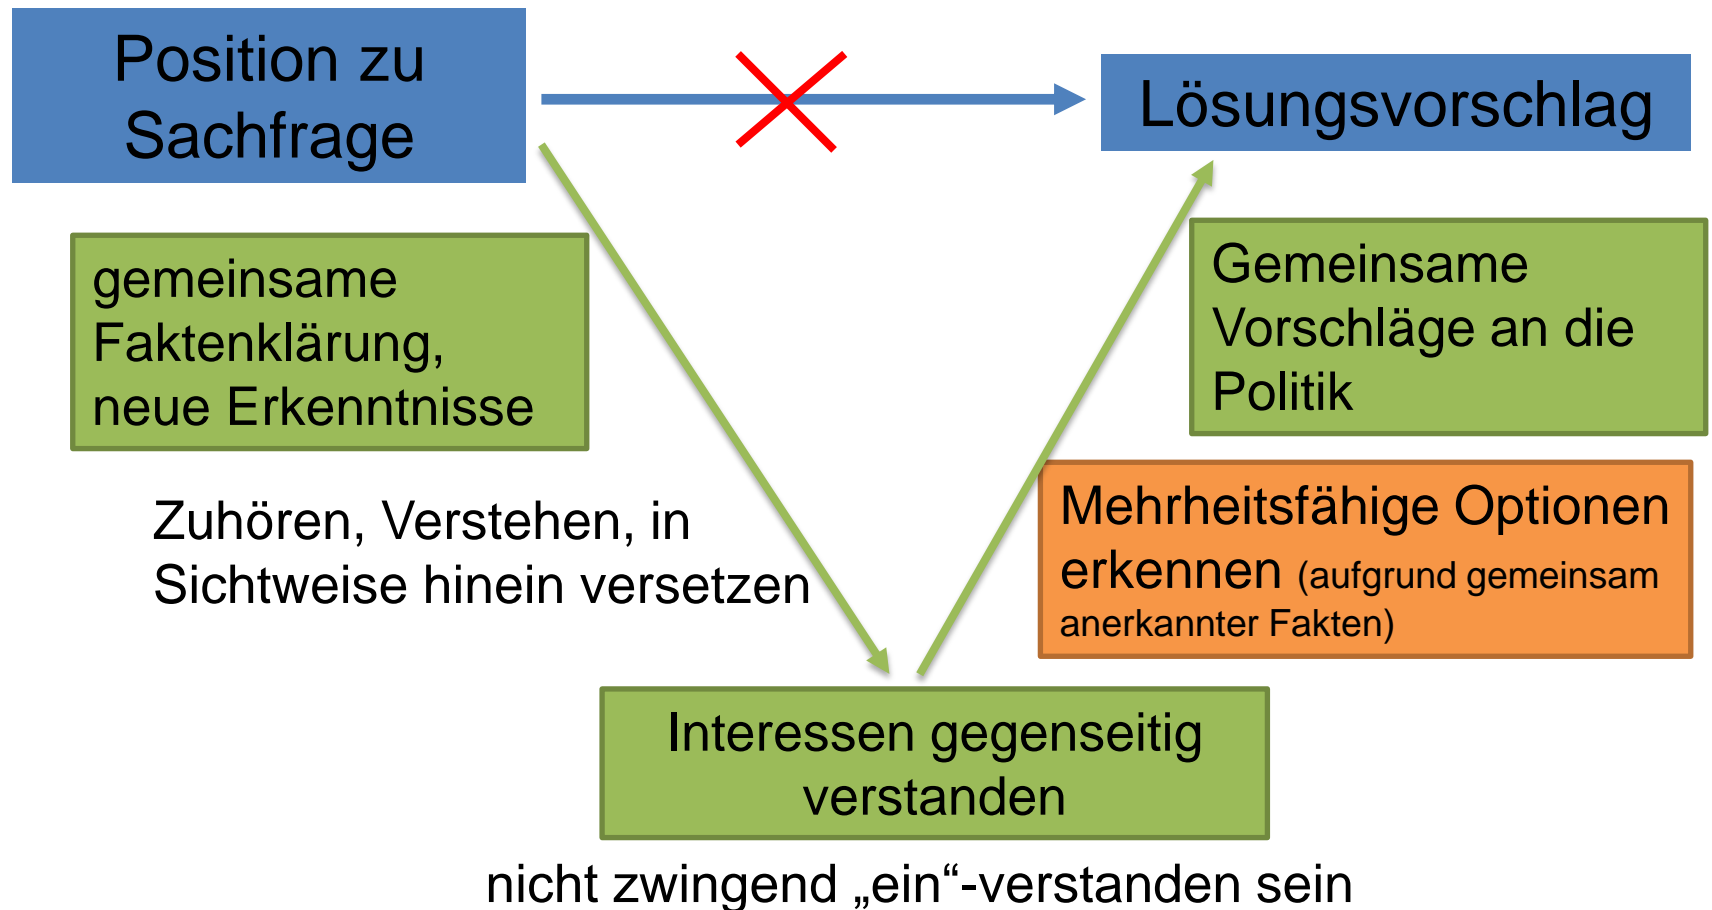 Position zu
Sachfrage
Lösungsvorschlag
gemeinsame
Faktenklärung,
neue Erkenntnisse
Gemeinsame
Vorschläge an die
Politik
Zuhören, Verstehen, in
Sichtweise hinein versetzen
Mehrheitsfähige Optionen
erkennen (aufgrund gemeinsam
anerkannter Fakten)
Interessen gegenseitig
verstanden
nicht zwingend „ein“-verstanden sein